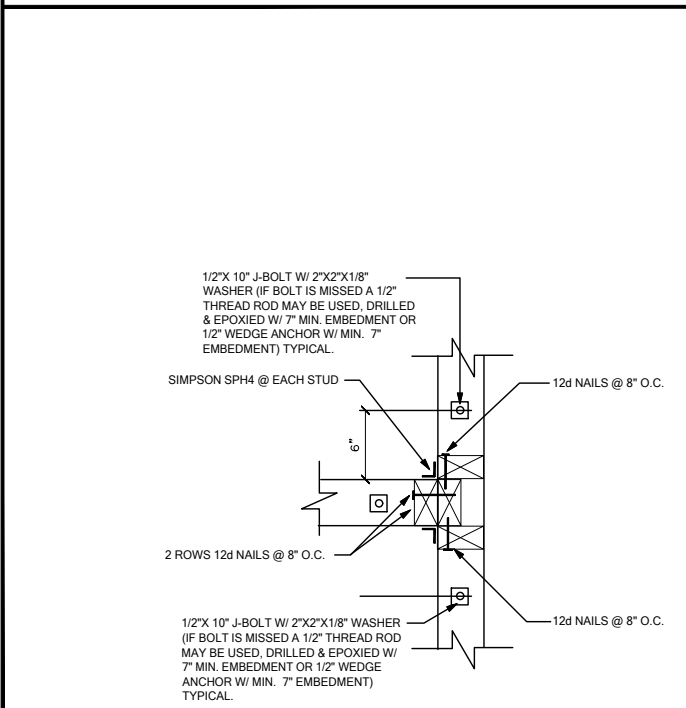 1/2"X 10" J-BOLT W/ 2"X2"X1/8"
WASHER (IF BOLT IS MISSED A 1/2"
THREAD ROD MAY BE USED, DRILLED
& EPOXIED W/ 7" MIN. EMBEDMENT OR
1/2" WEDGE ANCHOR W/ MIN.  7"
EMBEDMENT) TYPICAL.
SIMPSON SPH4 @ EACH STUD
12d NAILS @ 8" O.C.
6"
2 ROWS 12d NAILS @ 8" O.C.
12d NAILS @ 8" O.C.
1/2"X 10" J-BOLT W/ 2"X2"X1/8" WASHER
(IF BOLT IS MISSED A 1/2" THREAD ROD
MAY BE USED, DRILLED & EPOXIED W/
7" MIN. EMBEDMENT OR 1/2" WEDGE
ANCHOR W/ MIN.  7" EMBEDMENT)
TYPICAL.